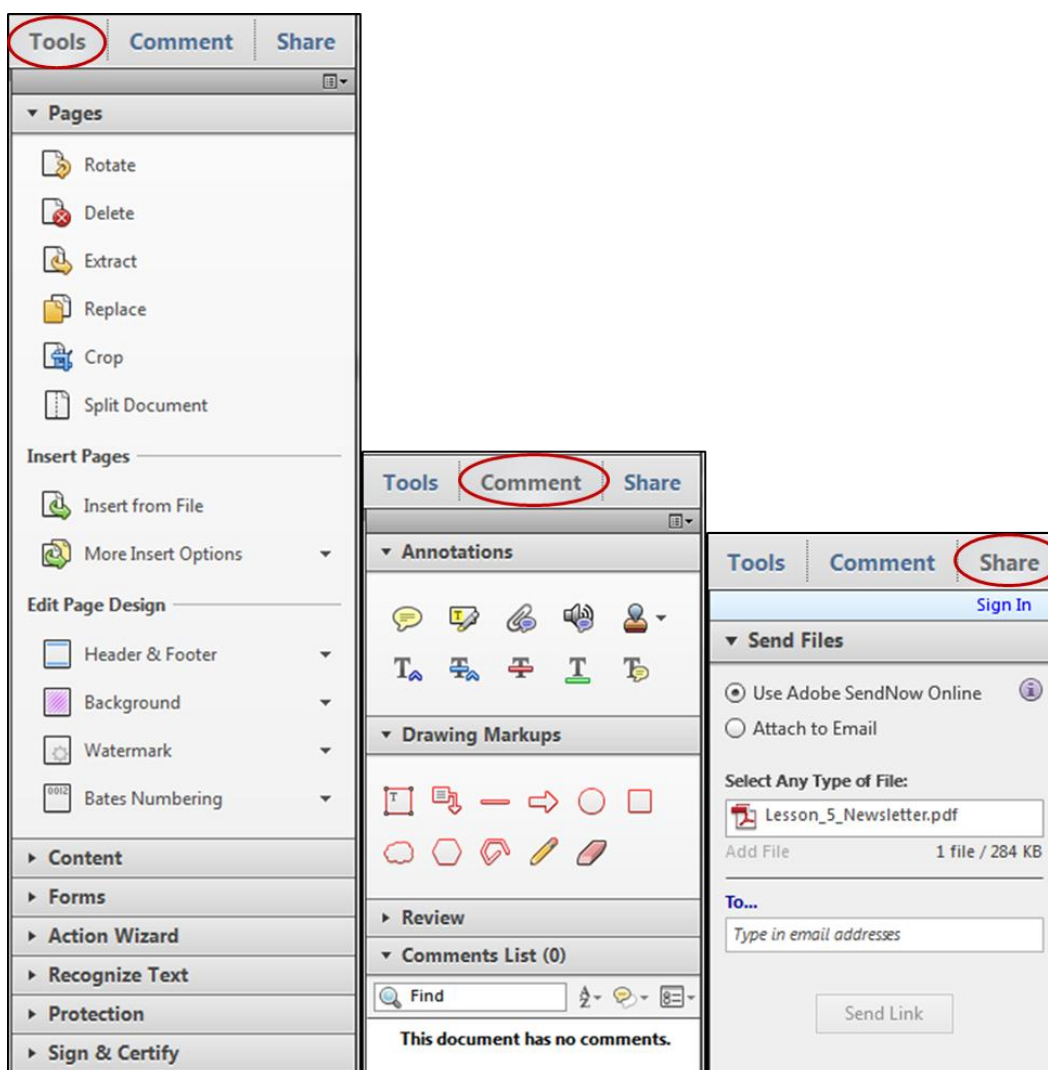 Tools Comment Share
Pages
Rotate
Delete
Extract
Replace
Crop
Split Document
Insert Pages
Insert from File
More Insert Options
Edit Page Design
Header & Footer
Background
Watermark
0012
Bates Numbering
Content
Forms
Action Wizard
Recognize Text
Protection
Sign & Certify
Tools Comment Share
Annotations
T
T T T T T
Drawing Markups
T
Review
Comments List (0)
Find
A
Z
This document has no comments.
Tools Comment Share
Sign In
Send Files
Use Adobe SendNow Online i
Attach to Email
Select Any Type of File:
Lesson_5_Newsletter.pdf
Add File 1 file / 284 KB
To...
Type in email addresses
Send Link